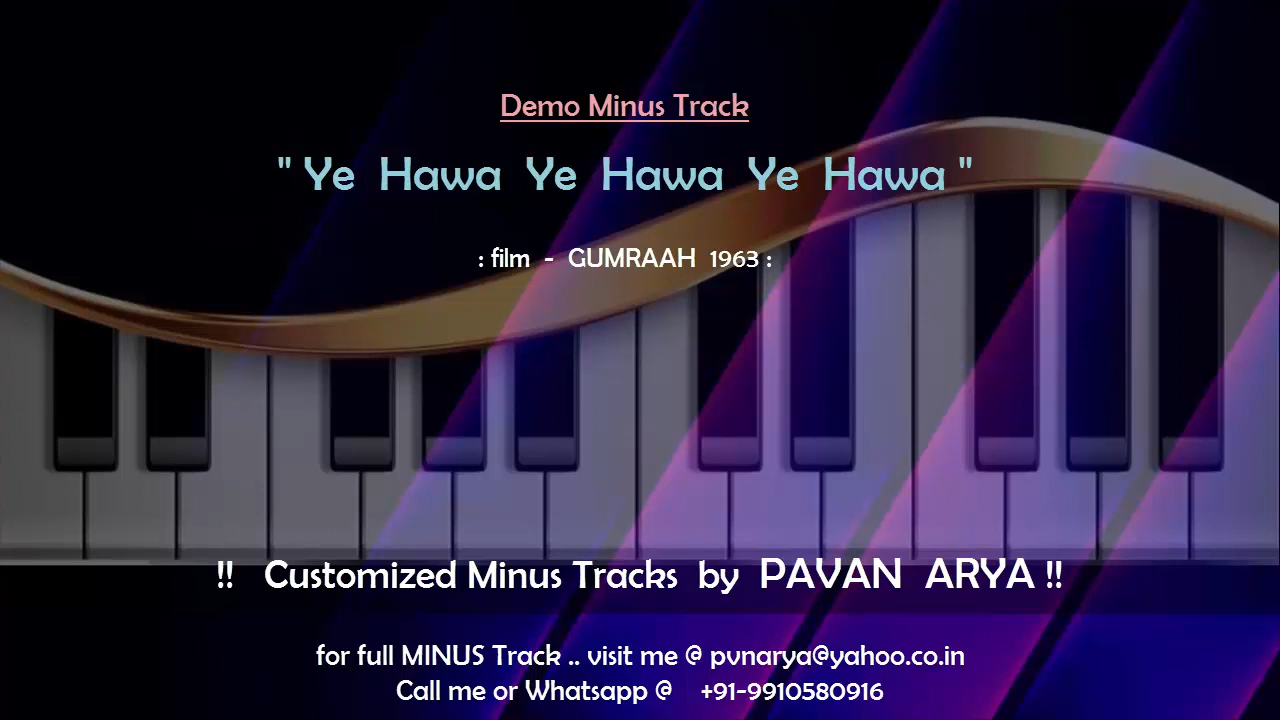 Demo Minus Track
" Ye Hawa Ye Hawa Ye Hawa "
: film - GUMRAAH 1963 :
!! Customized Minus Tracks by PAVAN ARYA !!
for full MINUS Track .. visit me @ pvnarya@yahoo.co.in
Call me or Whatsapp @ +91-9910580916